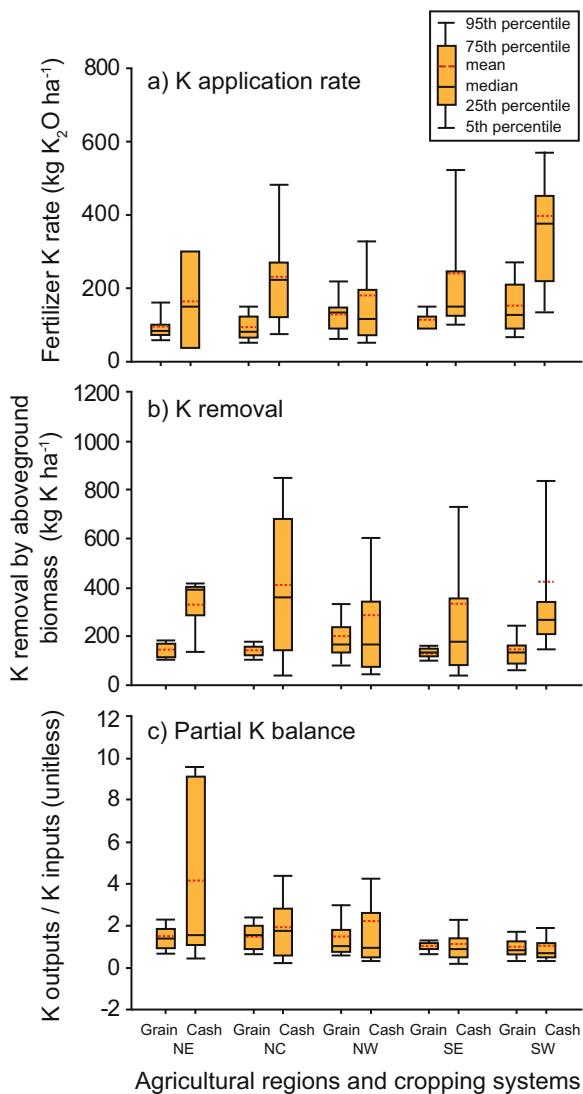 95th percentile
75th percentile
mean
median
25th percentile
5th percentile
a) K application rate
Fertilizer K rate (kg K₂O ha⁻¹)
800
600
400
200
0
b) K removal
K removal by aboveground
biomass (kg K ha⁻¹)
1200
1000
800
600
400
200
0
c) Partial K balance
K outputs / K inputs (unitless)
12
10
8
6
4
2
0
-2
Grain Cash Grain Cash Grain Cash Grain Cash Grain Cash
NE NC NW SE SW
Agricultural regions and cropping systems